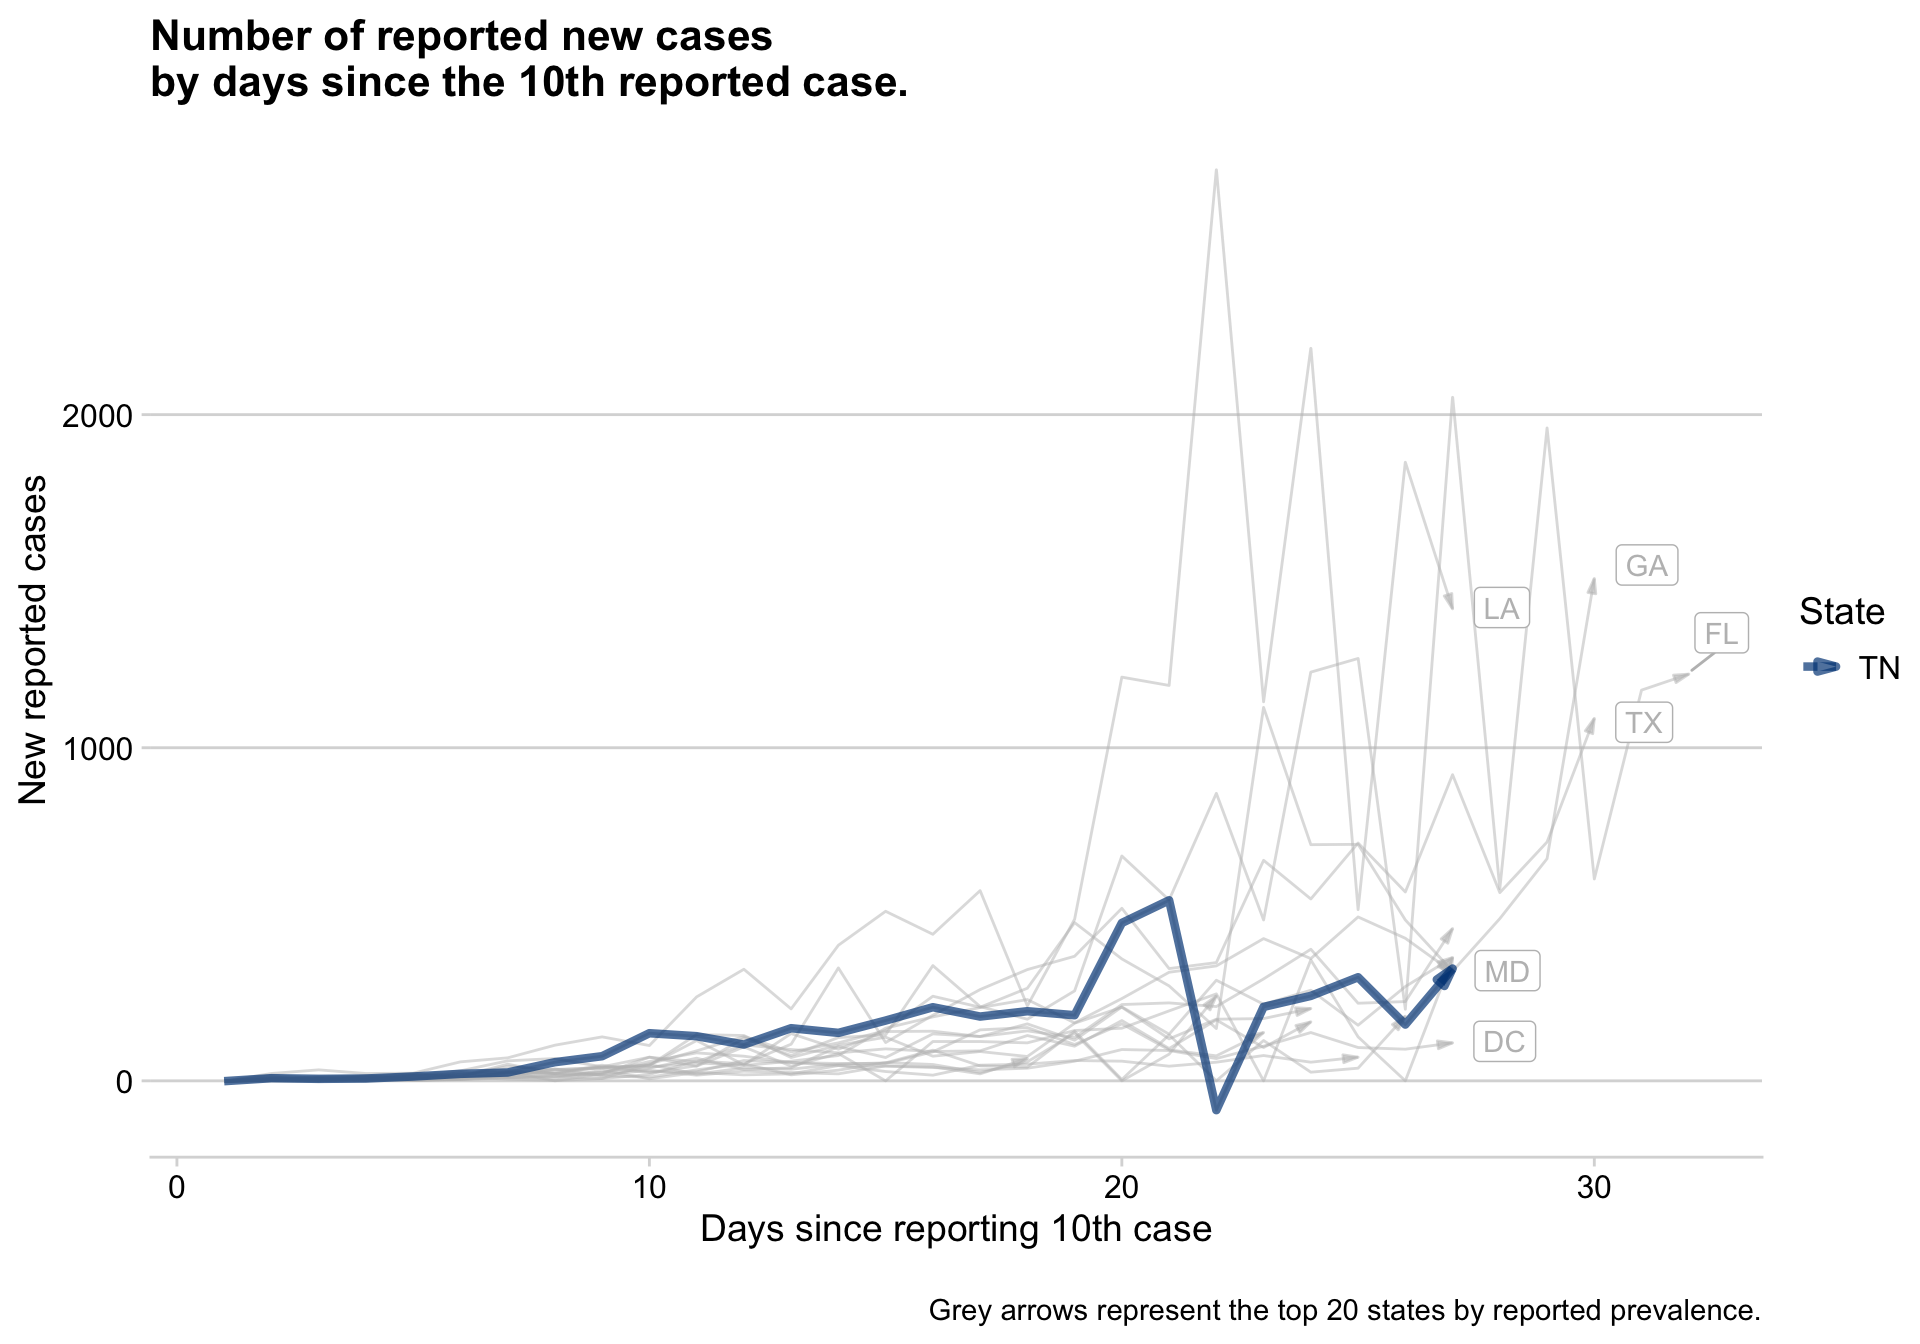 Number of reported new cases
by days since the 10th reported case.
New reported cases
2000
1000
0
GA
LA
FL
TX
MD
DC
State
TN
0 10 20 30
Days since reporting 10th case
Grey arrows represent the top 20 states by reported prevalence.